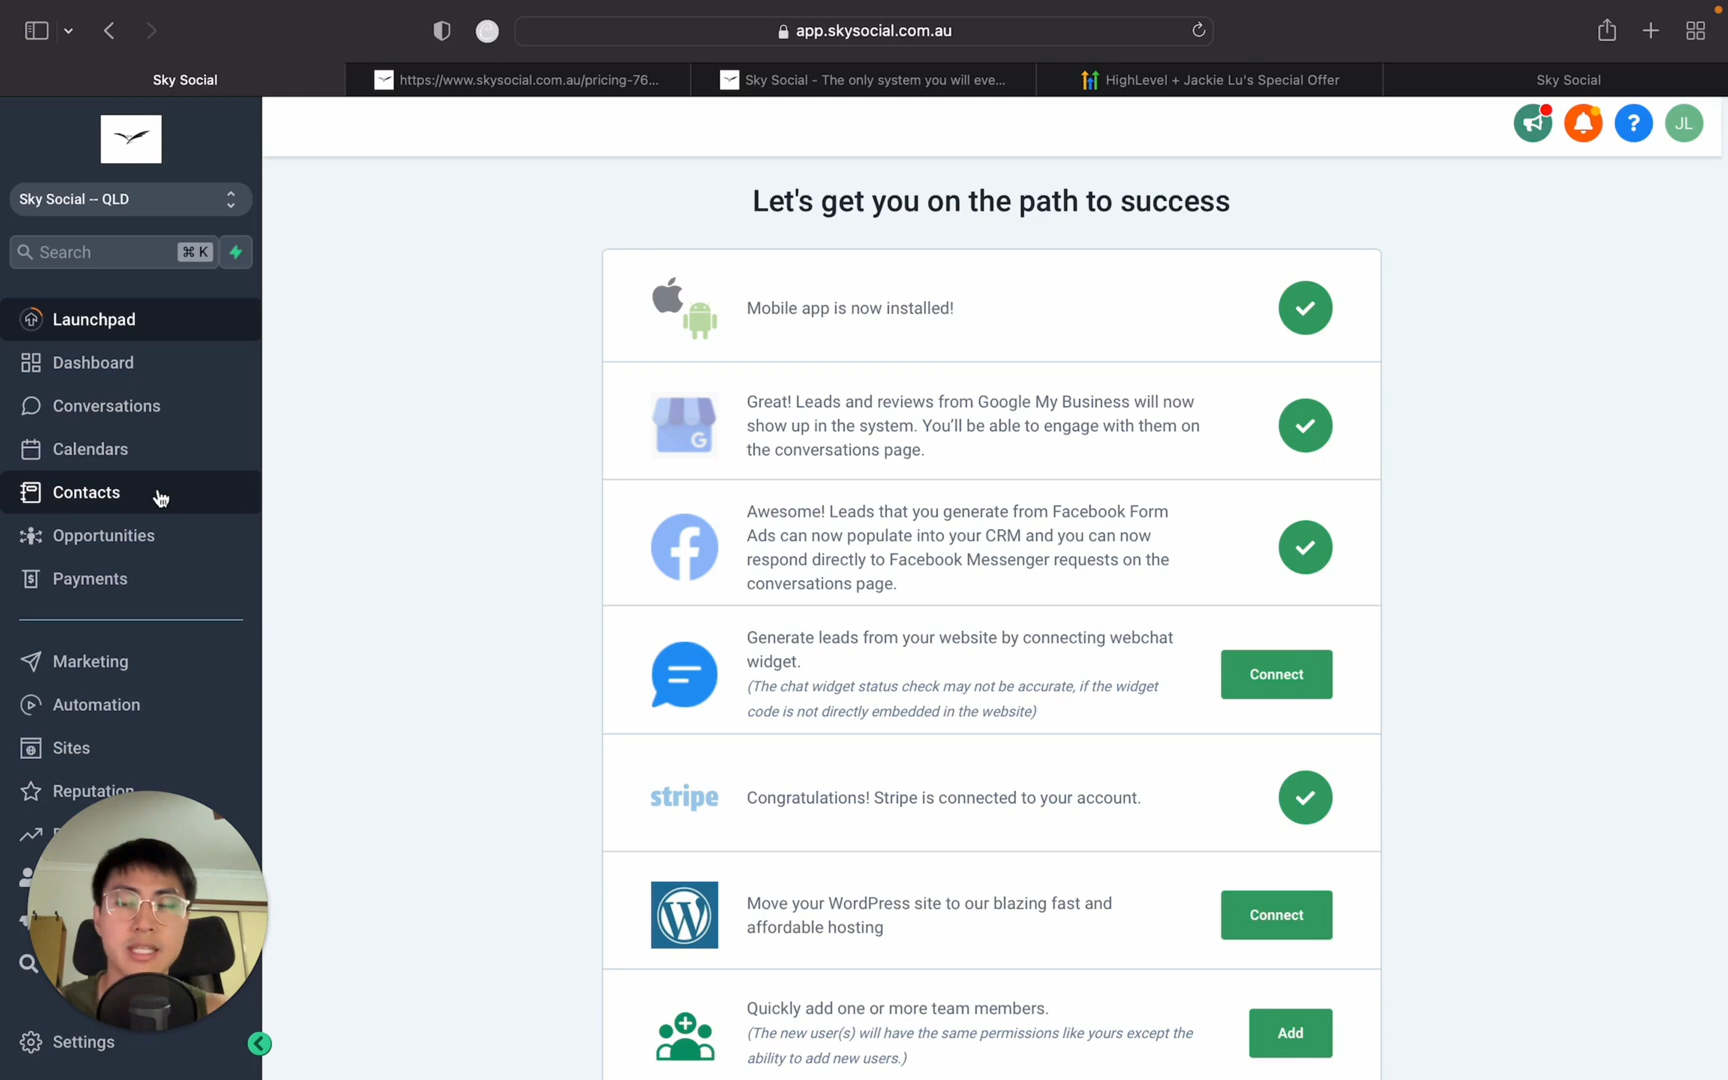 app.skysocial.com.au
Sky Social
https://www.skysocial.com.au/pricing-76...
Sky Social - The only system you will eve...
HighLevel + Jackie Lu's Special Offer
Sky Social
JL
?
Sky Social -- QLD
Search
⌘ K
Launchpad
Dashboard
Conversations
Calendars
Contacts
Opportunities
Payments
Marketing
Automation
Sites
Reputation
Settings
Let's get you on the path to success
Mobile app is now installed!
G
Great! Leads and reviews from Google My Business will now
show up in the system. You'll be able to engage with them on
the conversations page.
Awesome! Leads that you generate from Facebook Form
Ads can now populate into your CRM and you can now
respond directly to Facebook Messenger requests on the
conversations page.
Generate leads from your website by connecting webchat
widget.
(The chat widget status check may not be accurate, if the widget
code is not directly embedded in the website)
Connect
stripe
Congratulations! Stripe is connected to your account.
Move your WordPress site to our blazing fast and
affordable hosting
Connect
Quickly add one or more team members.
(The new user(s) will have the same permissions like yours except the
ability to add new users.)
Add